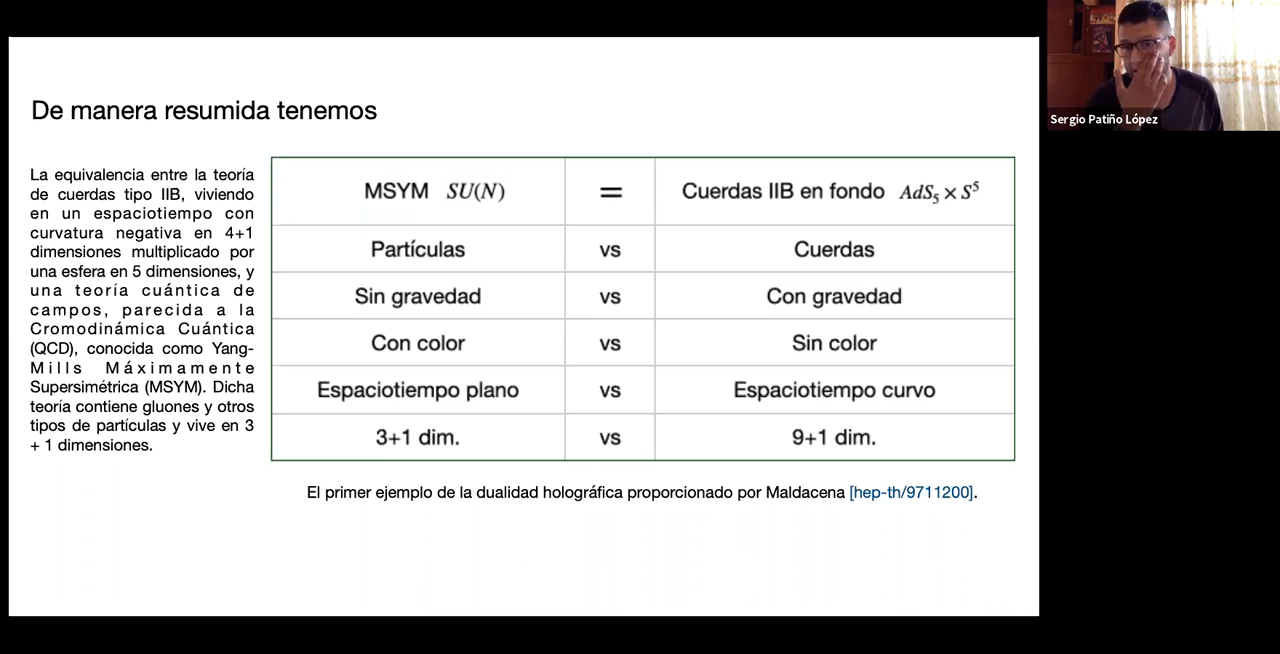 De manera resumida tenemos
La equivalencia entre la teoría
de cuerdas tipo IIB, viviendo
en un espaciotiempo con
curvatura negativa en 4+1
dimensiones multiplicado por
una esfera en 5 dimensiones, y
una teoría cuántica de
campos, parecida a la
Cromodinámica Cuántica
(QCD), conocida como Yang-
Mills Máximamente
Supersimétrica (MSYM). Dicha
teoría contiene gluones y otros
tipos de partículas y vive en 3
+ 1 dimensiones.
MSYM SU(N) = Cuerdas IIB en fondo AdS₅ × S⁵
Partículas vs Cuerdas
Sin gravedad vs Con gravedad
Con color vs Sin color
Espaciotiempo plano vs Espaciotiempo curvo
3+1 dim. vs 9+1 dim.
El primer ejemplo de la dualidad holográfica proporcionado por Maldacena [hep-th/9711200].
Sergio Patiño López